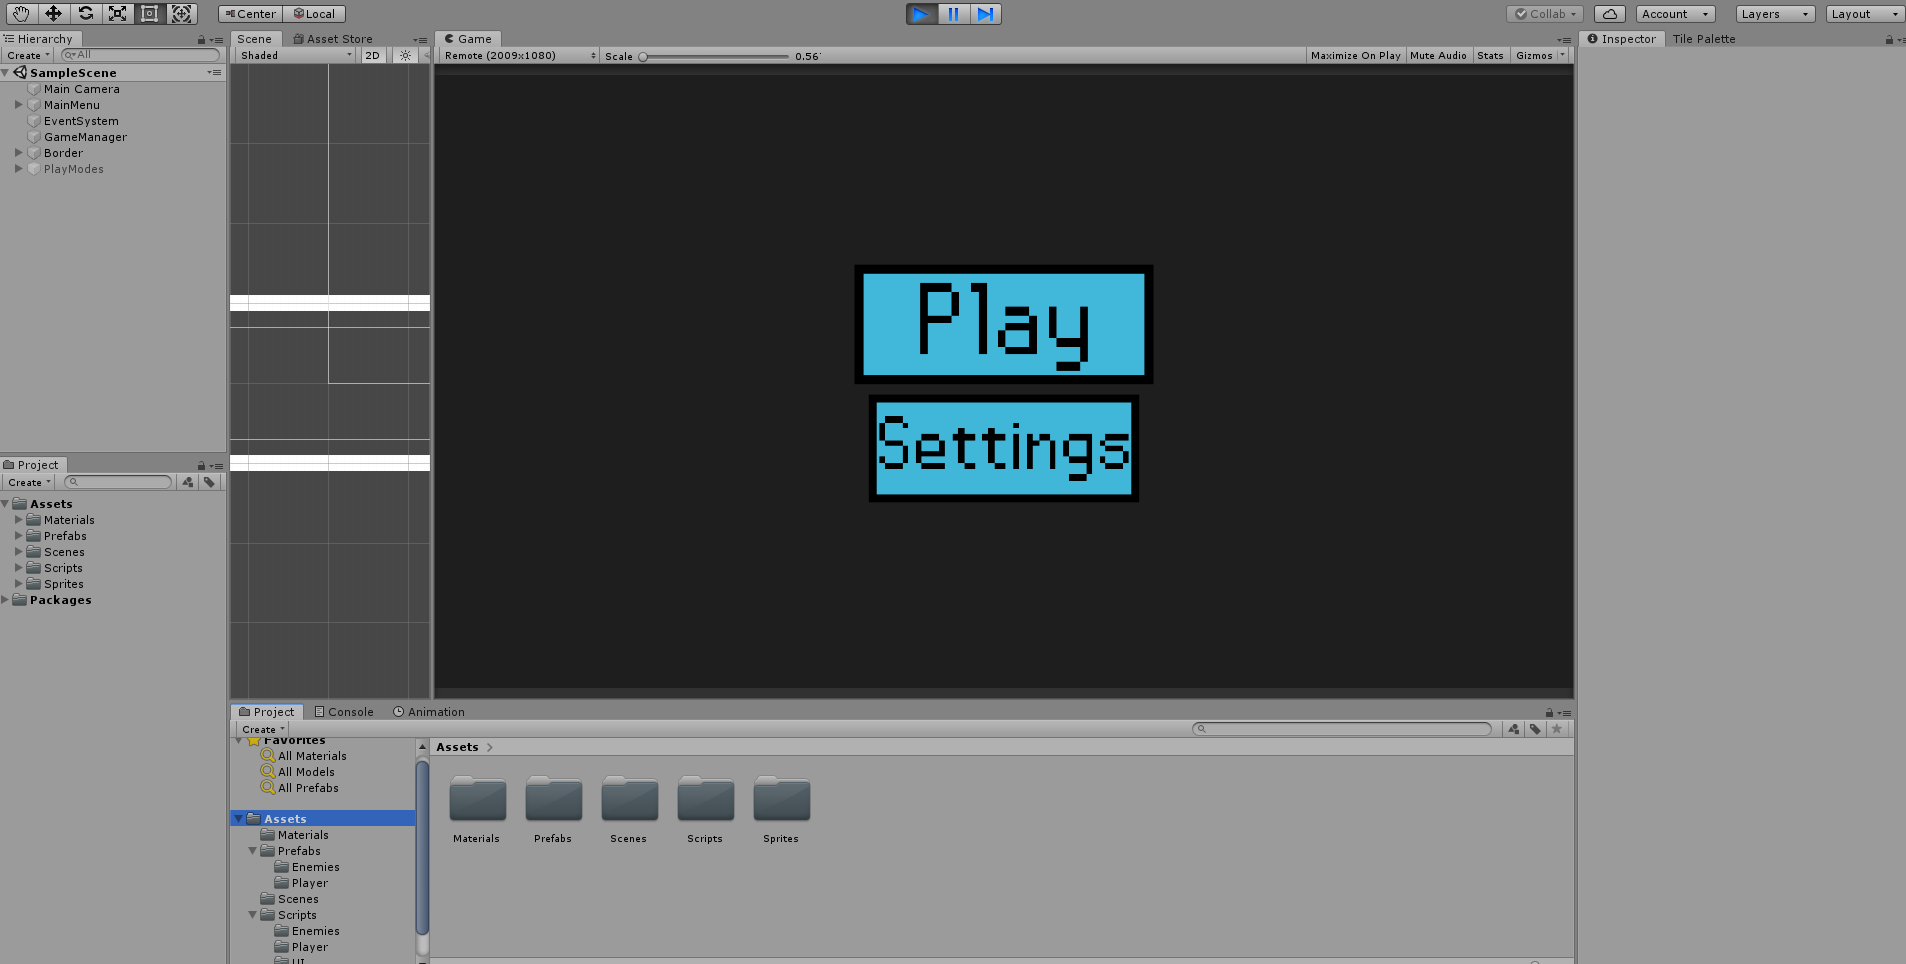 Center Local Collab Account Layers Layout
Hierarchy
Create All
SampleScene
Main Camera
MainMenu
EventSystem
GameManager
Border
PlayModes
Scene Asset Store
Shaded 2D
Game
Remote (2009x1080) Scale 0.56 Maximize On Play Mute Audio Stats Gizmos
Play
Settings
Inspector Tile Palette
Project
Create
Assets
Materials
Prefabs
Scenes
Scripts
Sprites
Packages
Project Console Animation
Create
Favorites
All Materials
All Models
All Prefabs
Assets
Materials
Prefabs
Enemies
Player
Scenes
Scripts
Enemies
Player
UI
Assets
Materials Prefabs Scenes Scripts Sprites